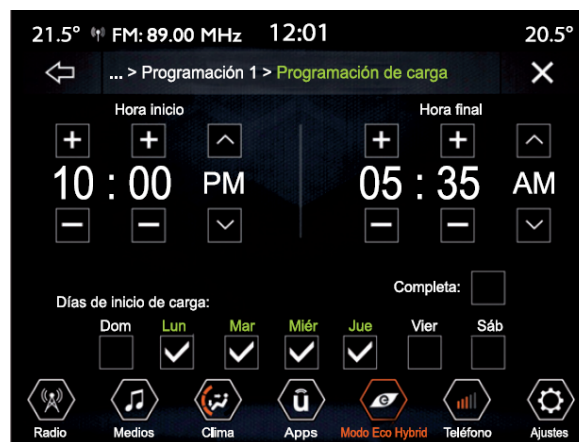 21.5° FM: 89.00 MHz 12:01 20.5°
... > Programación 1 > Programación de carga
Hora inicio Hora final
10 : 00 PM 05 : 35 AM
Completa:
Días de inicio de carga:
Dom Lun Mar Miér Jue Vier Sáb
û e
Radio Medios Clima Apps Modo Eco Hybrid Teléfono Ajustes